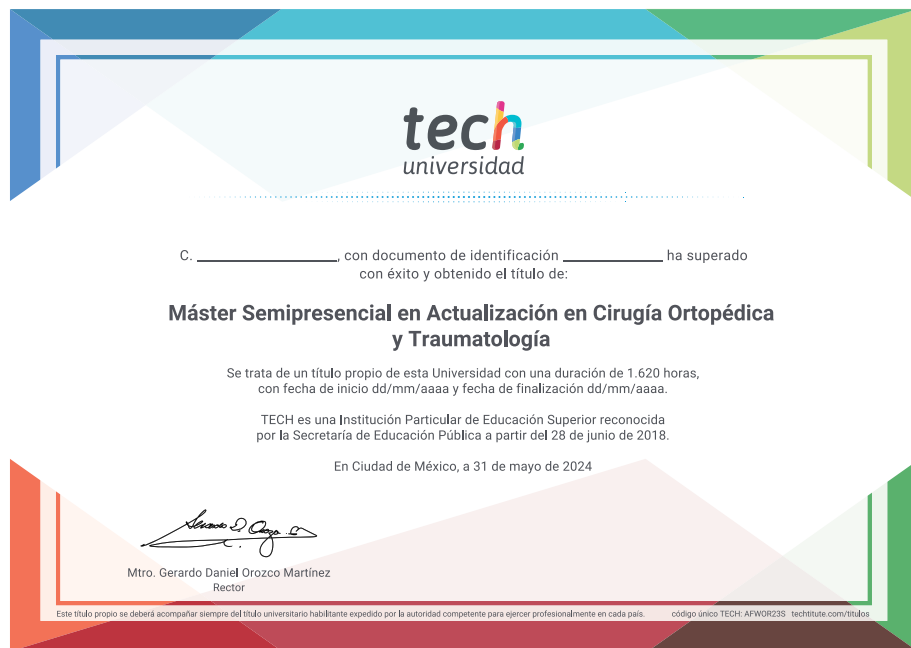 tech
universidad
C. ____________________, con documento de identificación ______________ ha superado
con éxito y obtenido el título de:
Máster Semipresencial en Actualización en Cirugía Ortopédica
y Traumatología
Se trata de un título propio de esta Universidad con una duración de 1.620 horas,
con fecha de inicio dd/mm/aaaa y fecha de finalización dd/mm/aaaa.
TECH es una Institución Particular de Educación Superior reconocida
por la Secretaría de Educación Pública a partir del 28 de junio de 2018.
En Ciudad de México, a 31 de mayo de 2024
Mtro. Gerardo Daniel Orozco Martínez
Rector
Este título propio se deberá acompañar siempre del título universitario habilitante expedido por la autoridad competente para ejercer profesionalmente en cada país. código único TECH: AFWOR23S techtitute.com/titulos